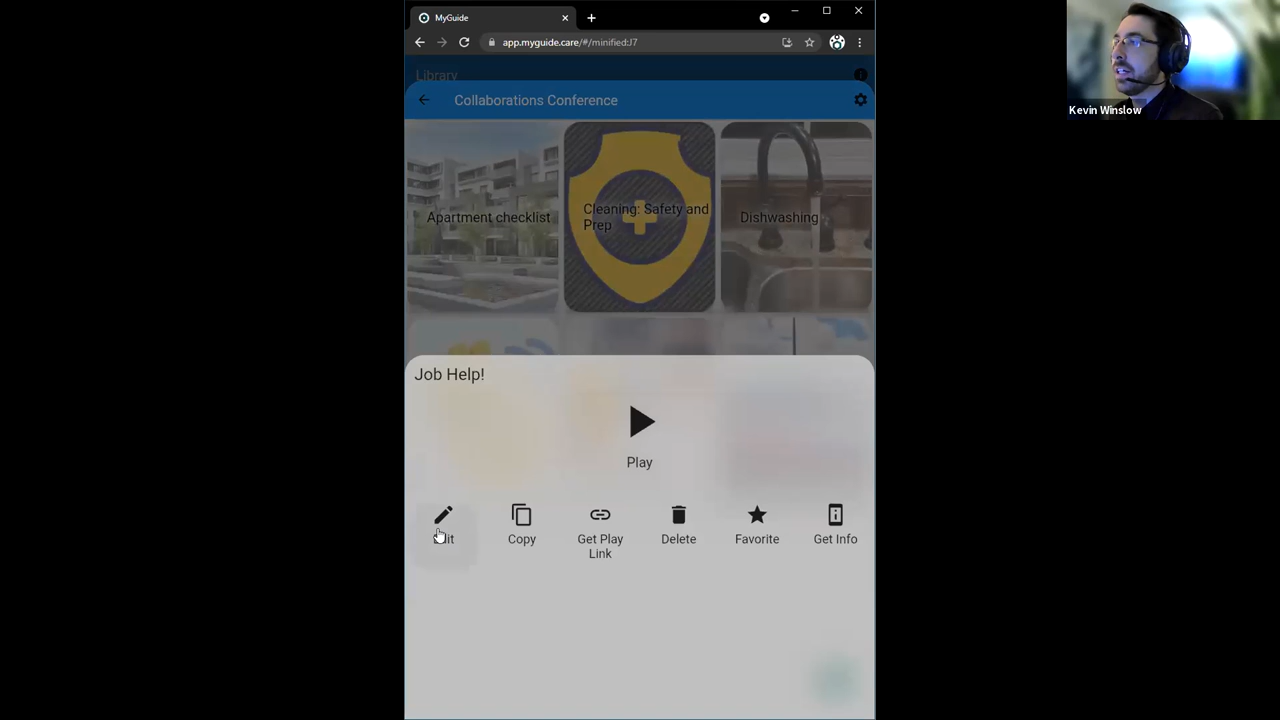 MyGuide
app.myguide.care/#/minified:J7
Library
Collaborations Conference
Apartment checklist
Cleaning: Safety and
Prep
Dishwashing
Job Help!
Play
Copy
Get Play
Link
Delete
Favorite
Get Info
Kevin Winslow